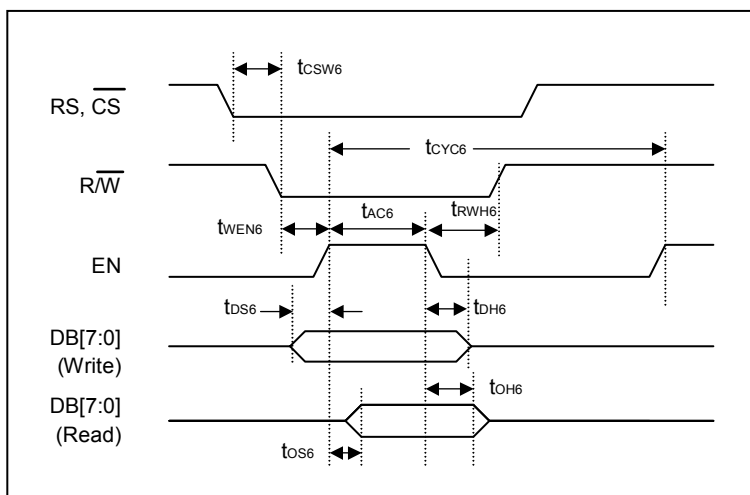 tCSW6
RS, C̅S̅
tCYC6
R/W̅
tAC6
tRWH6
tWEN6
EN
tDS6
tDH6
DB[7:0]
(Write)
tOH6
DB[7:0]
(Read)
tOS6